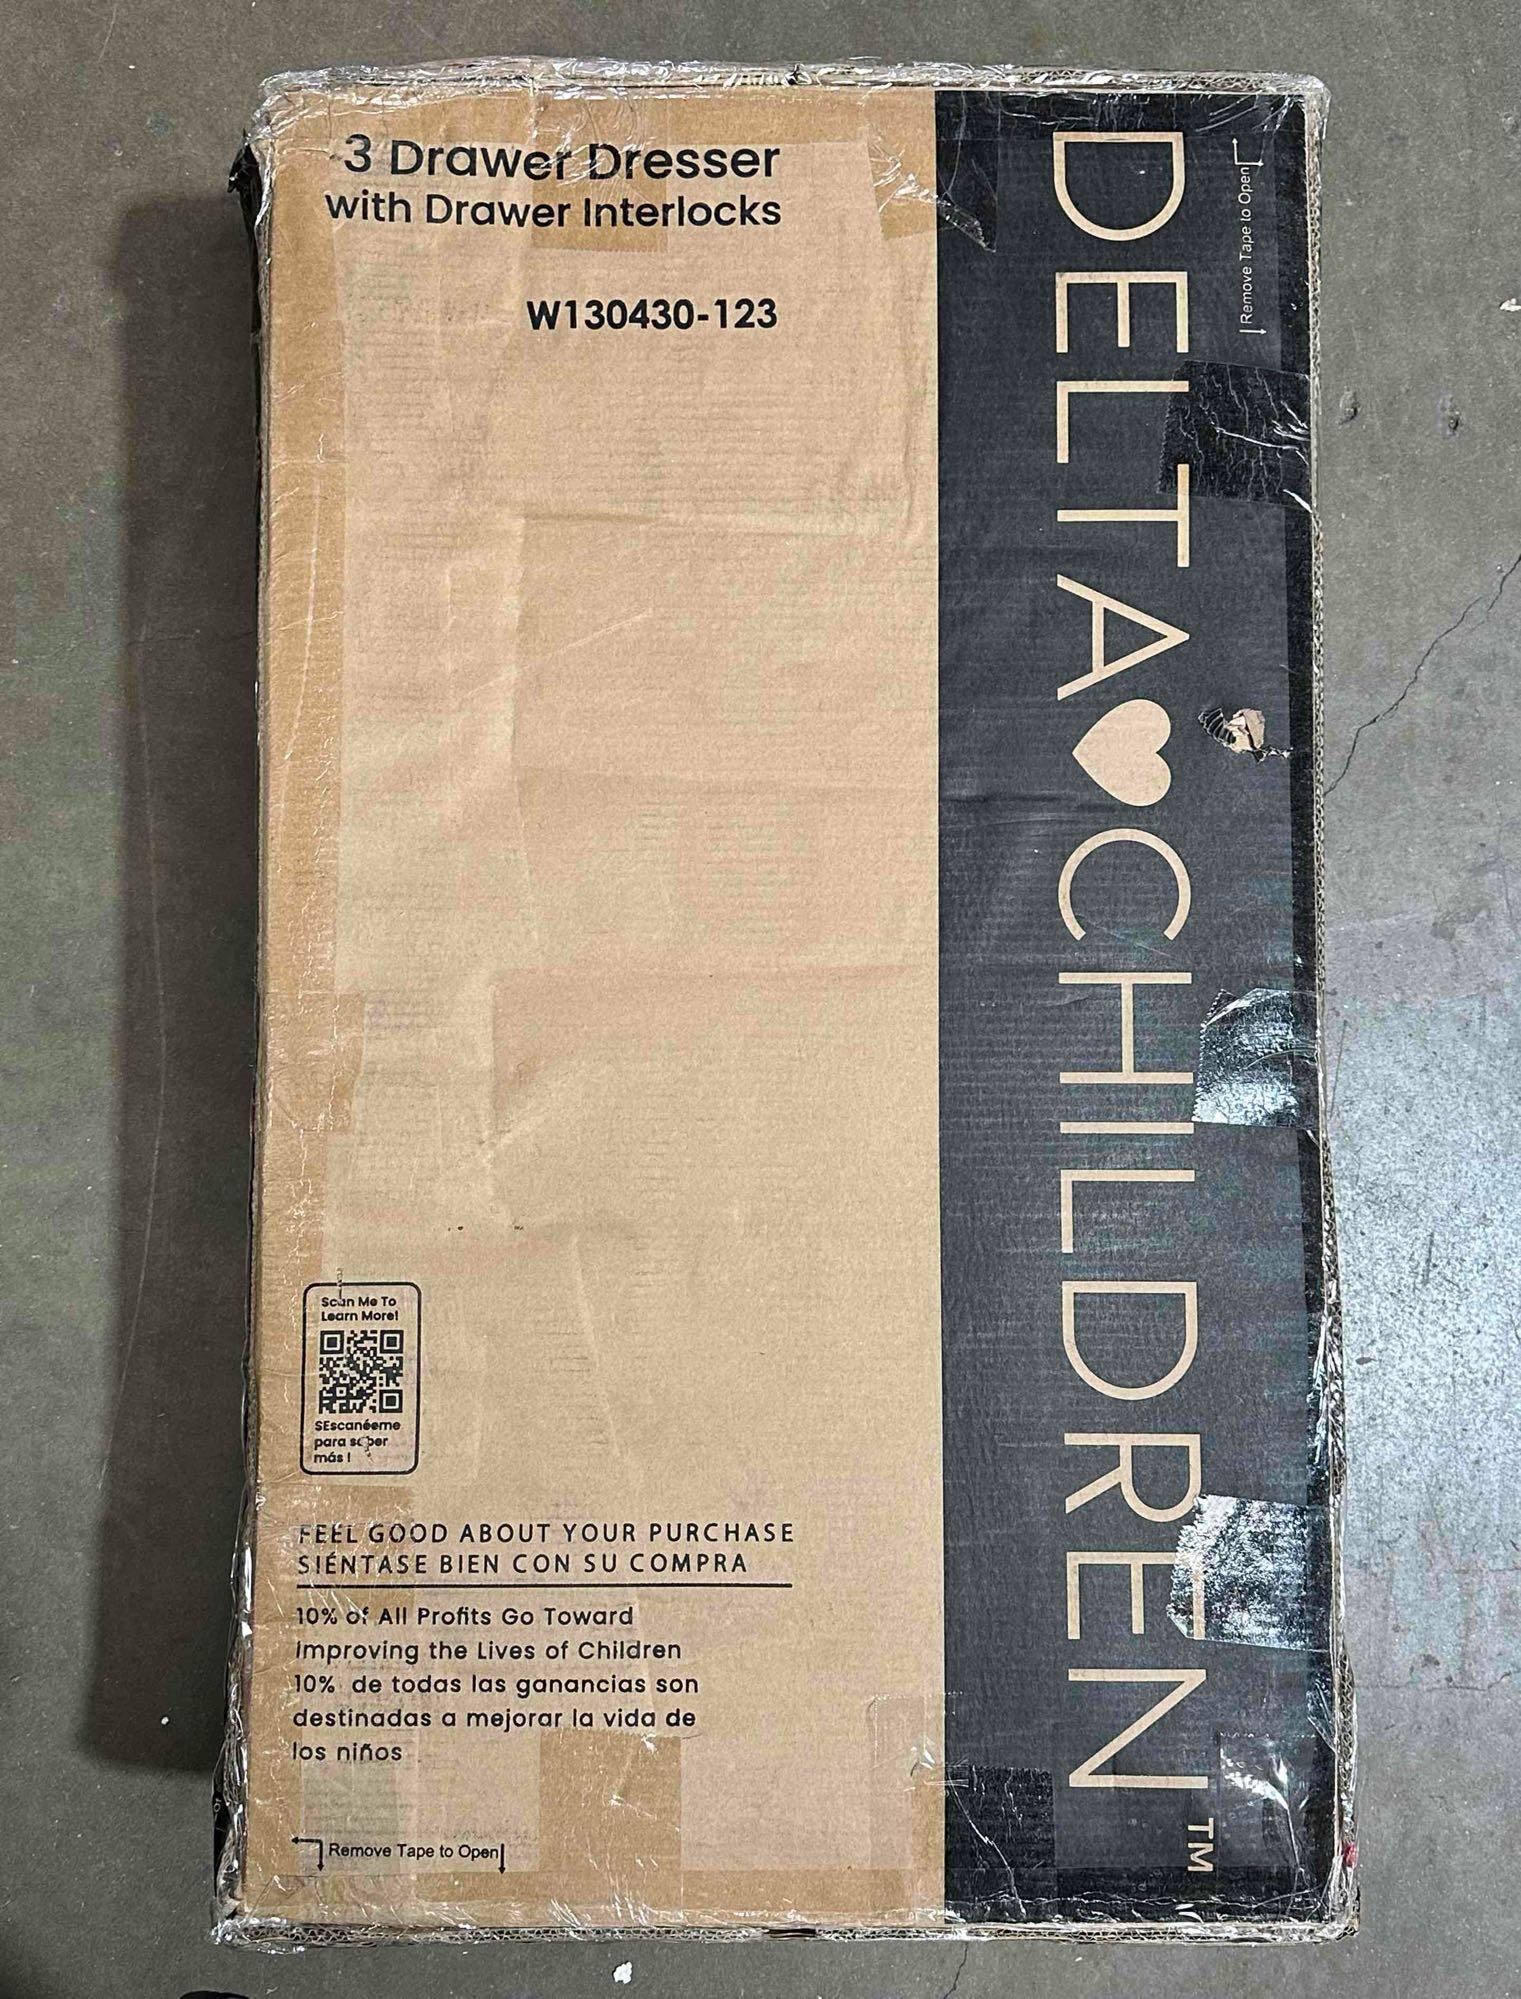 3 Drawer Dresser
with Drawer Interlocks
W130430-123
Remove Tape to Open
DELTA CHILDREN™
Scan Me To
Learn More!
SEscanéeme
para saber
más !
FEEL GOOD ABOUT YOUR PURCHASE
SIÉNTASE BIEN CON SU COMPRA
10% of All Profits Go Toward
Improving the Lives of Children
10% de todas las ganancias son
destinadas a mejorar la vida de
los niños
Remove Tape to Open